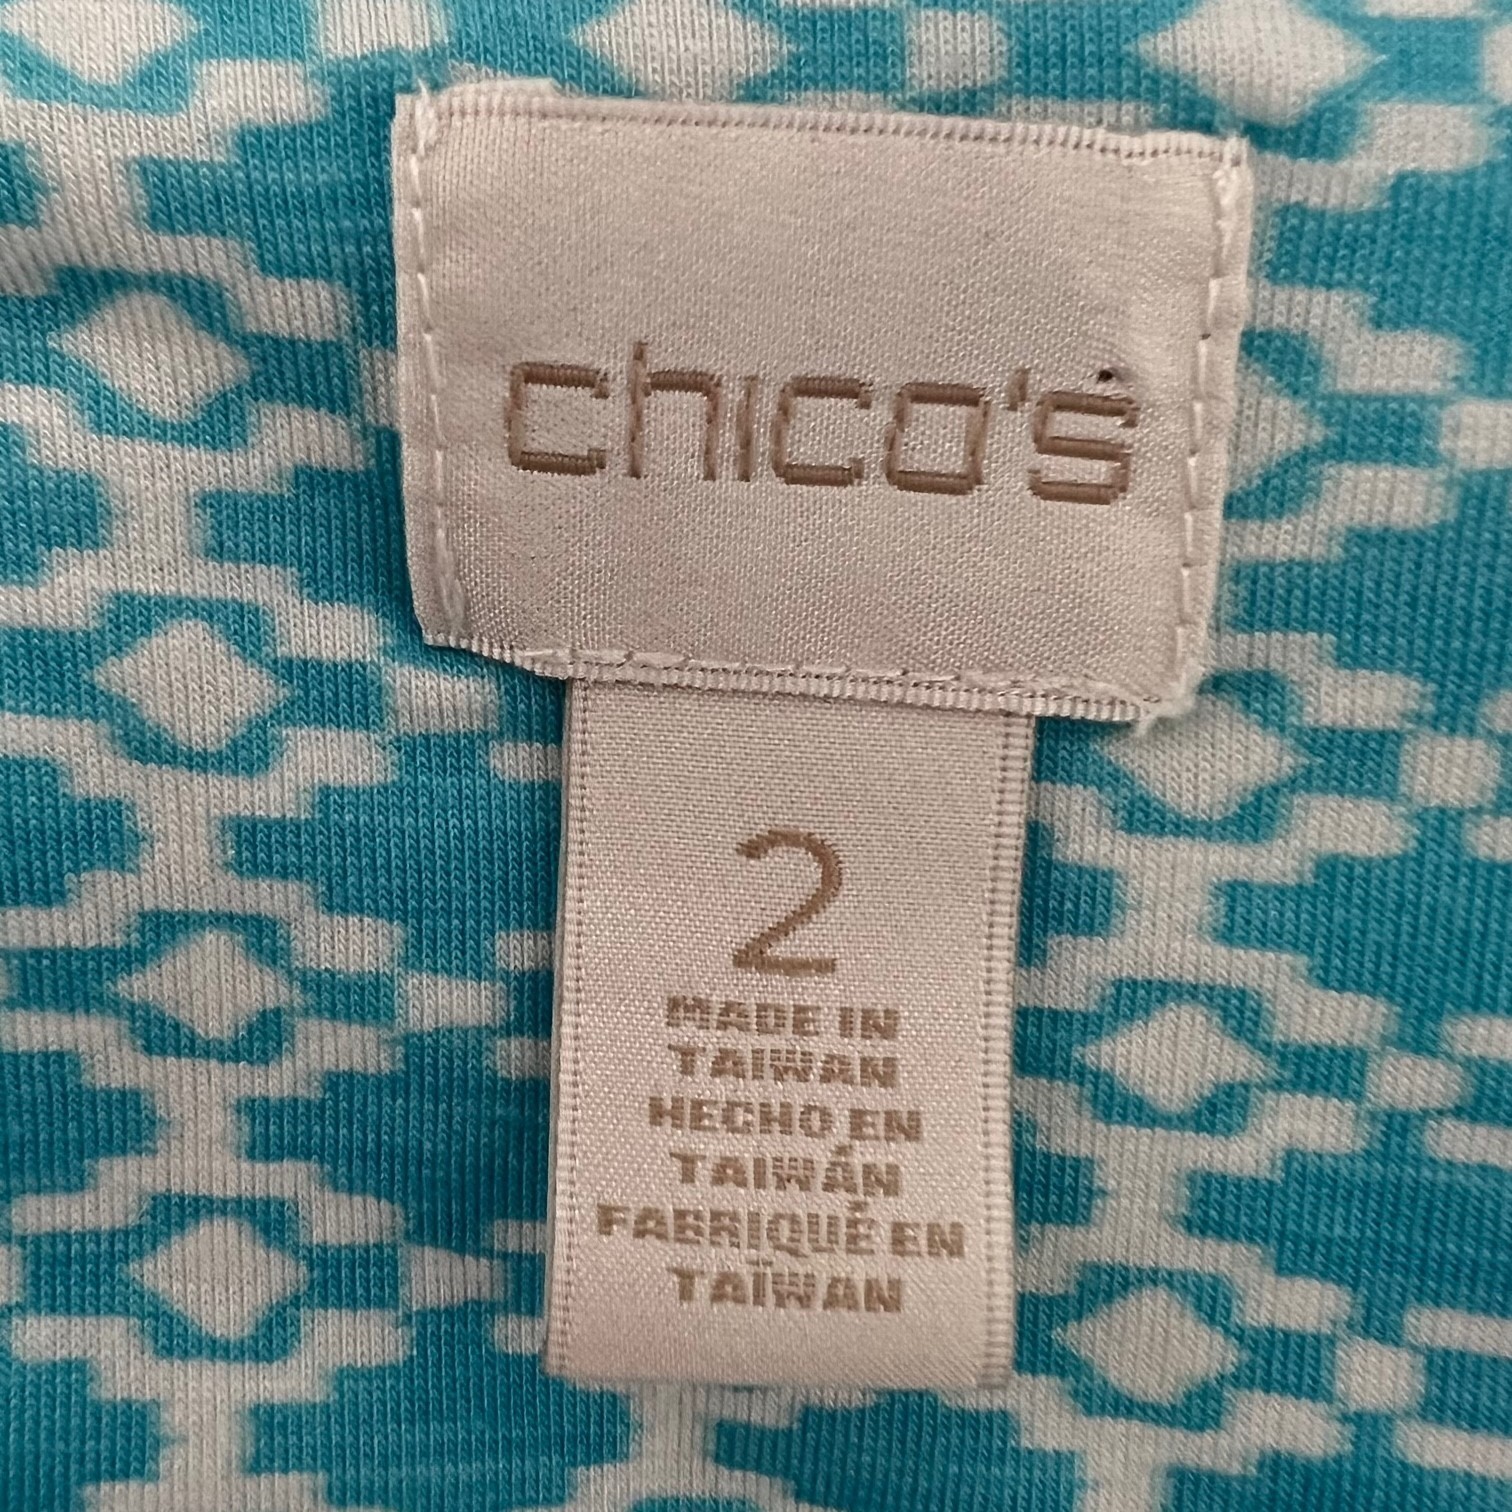 chico's
2
MADE IN
TAIWAN
HECHO EN
TAIWÁN
FABRIQUÉ EN
TAÏWAN